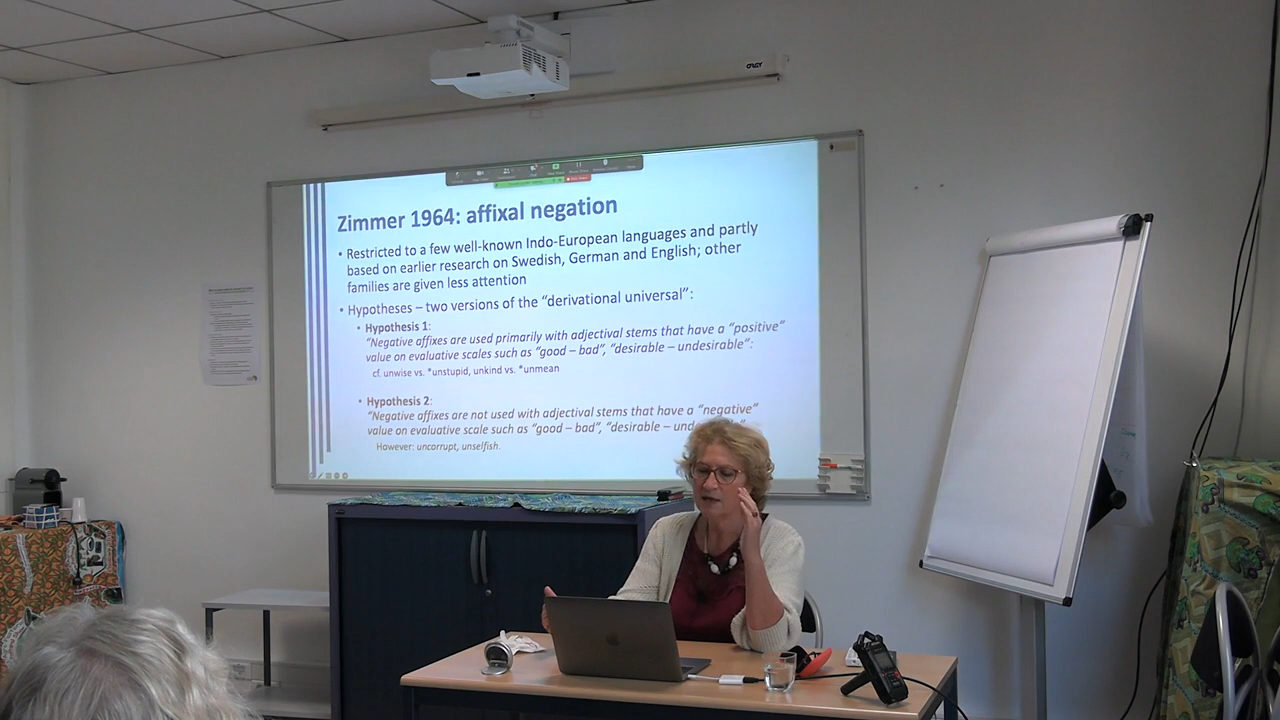 Zimmer 1964: affixal negation
• Restricted to a few well-known Indo-European languages and partly
based on earlier research on Swedish, German and English; other
families are given less attention
• Hypotheses – two versions of the “derivational universal”:
• Hypothesis 1:
“Negative affixes are used primarily with adjectival stems that have a “positive”
value on evaluative scales such as “good – bad”, “desirable – undesirable”:
cf. unwise vs. *unstupid, unkind vs. *unmean
• Hypothesis 2:
“Negative affixes are not used with adjectival stems that have a “negative”
value on evaluative scale such as “good – bad”, “desirable –
However: uncorrupt, unselfish.